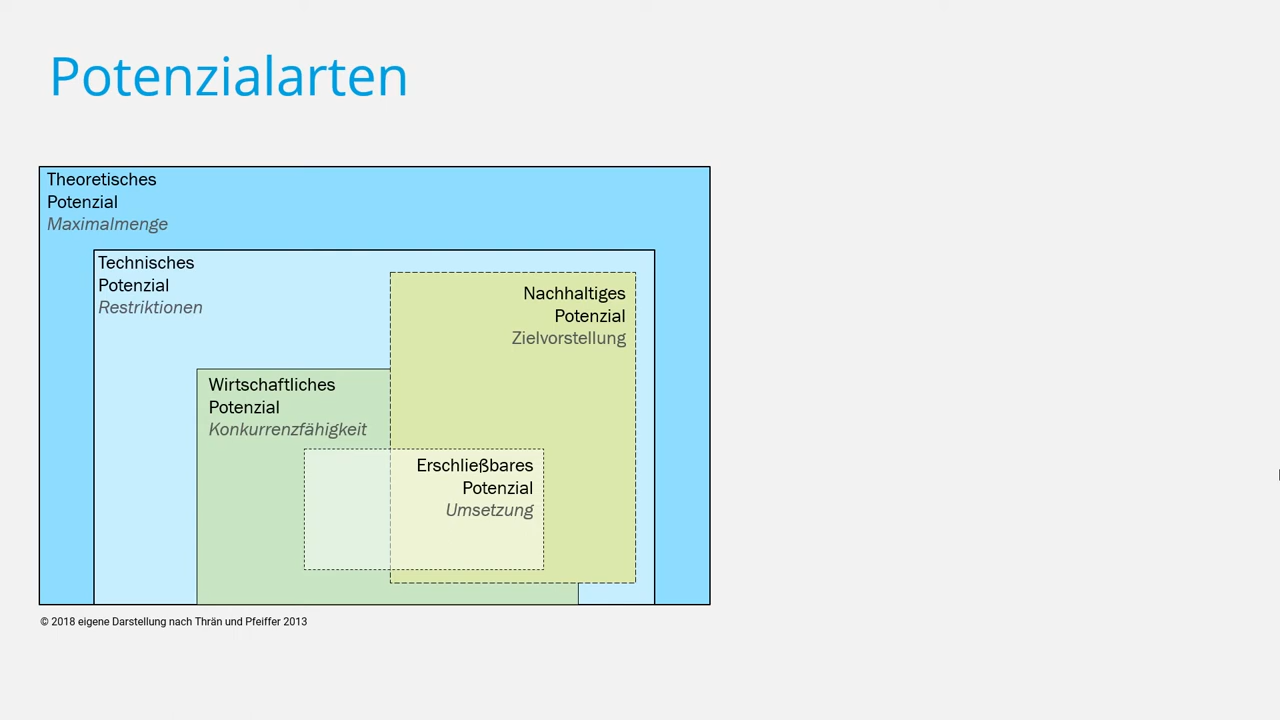 Potenzialarten
Theoretisches
Potenzial
Maximalmenge
Technisches
Potenzial
Restriktionen
Nachhaltiges
Potenzial
Zielvorstellung
Wirtschaftliches
Potenzial
Konkurrenzfähigkeit
Erschließbares
Potenzial
Umsetzung
© 2018 eigene Darstellung nach Thrän und Pfeiffer 2013